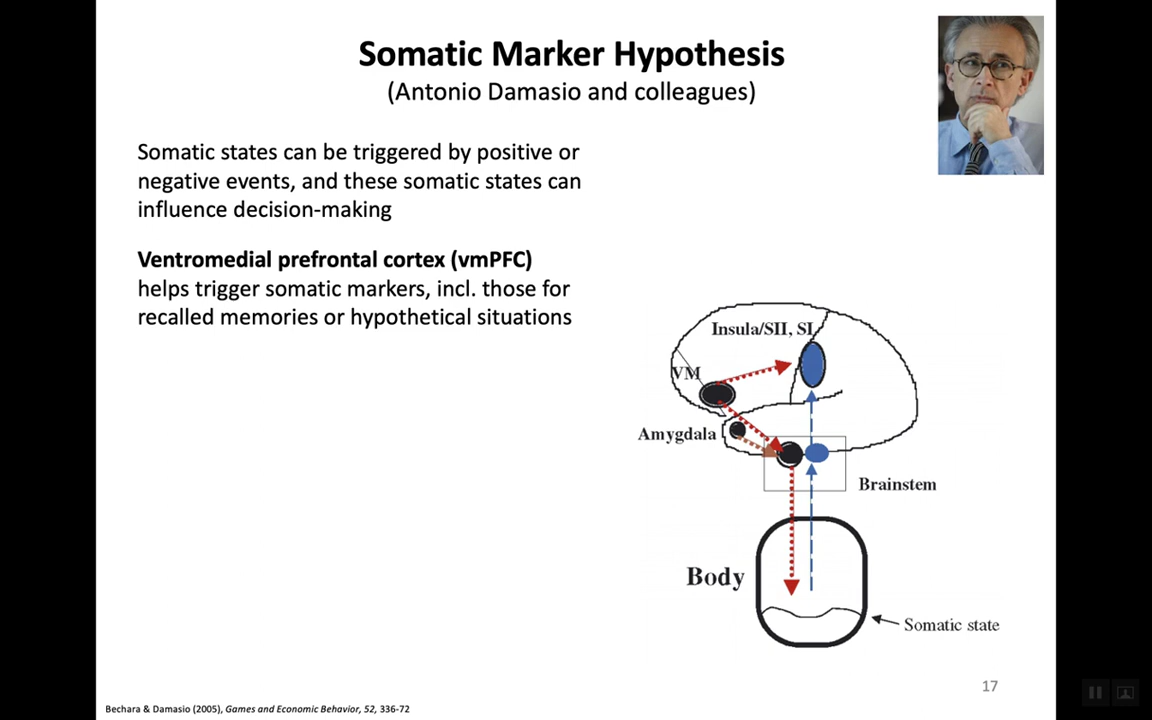 Somatic Marker Hypothesis
(Antonio Damasio and colleagues)
Somatic states can be triggered by positive or
negative events, and these somatic states can
influence decision-making
Ventromedial prefrontal cortex (vmPFC)
helps trigger somatic markers, incl. those for
recalled memories or hypothetical situations
Insula/SII, SI
VM
Amygdala
Brainstem
Body
Somatic state
17
Bechara & Damasio (2005), Games and Economic Behavior, 52, 336-72